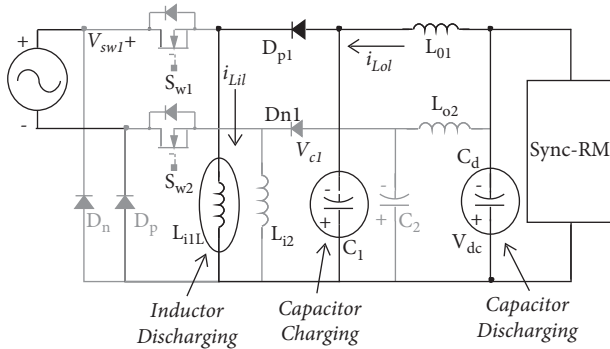 +
V_sw1+
-
S_w1
S_w2
D_p1
i_Lil
i_Lol
L_01
Dn1
V_c1
L_o2
Sync-RM
D_n
D_p
L_i1L
L_i2
-
+
C_1
-
+
C_2
C_d
-
+
V_dc
Inductor
Discharging
Capacitor
Charging
Capacitor
Discharging